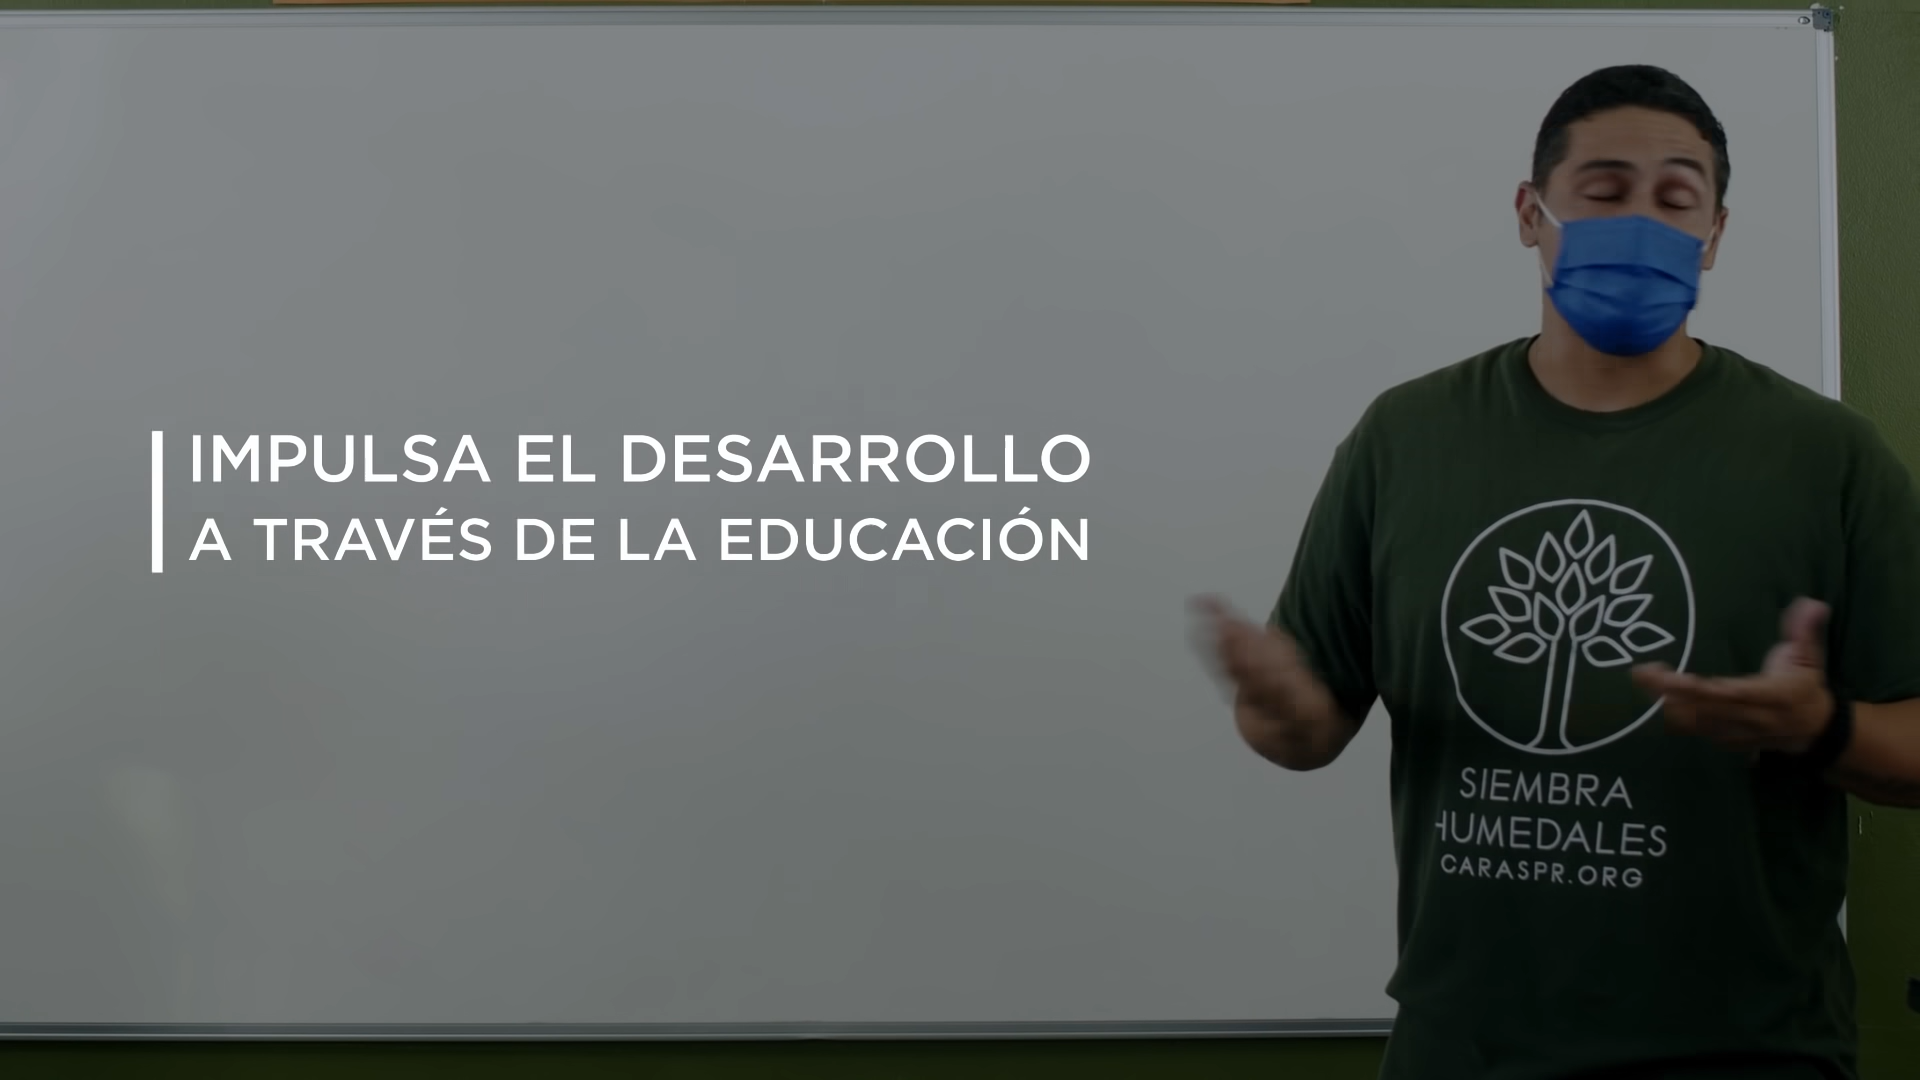 IMPULSA EL DESARROLLO
A TRAVÉS DE LA EDUCACIÓN
SIEMBRA
HUMEDALES
CARASPR.ORG